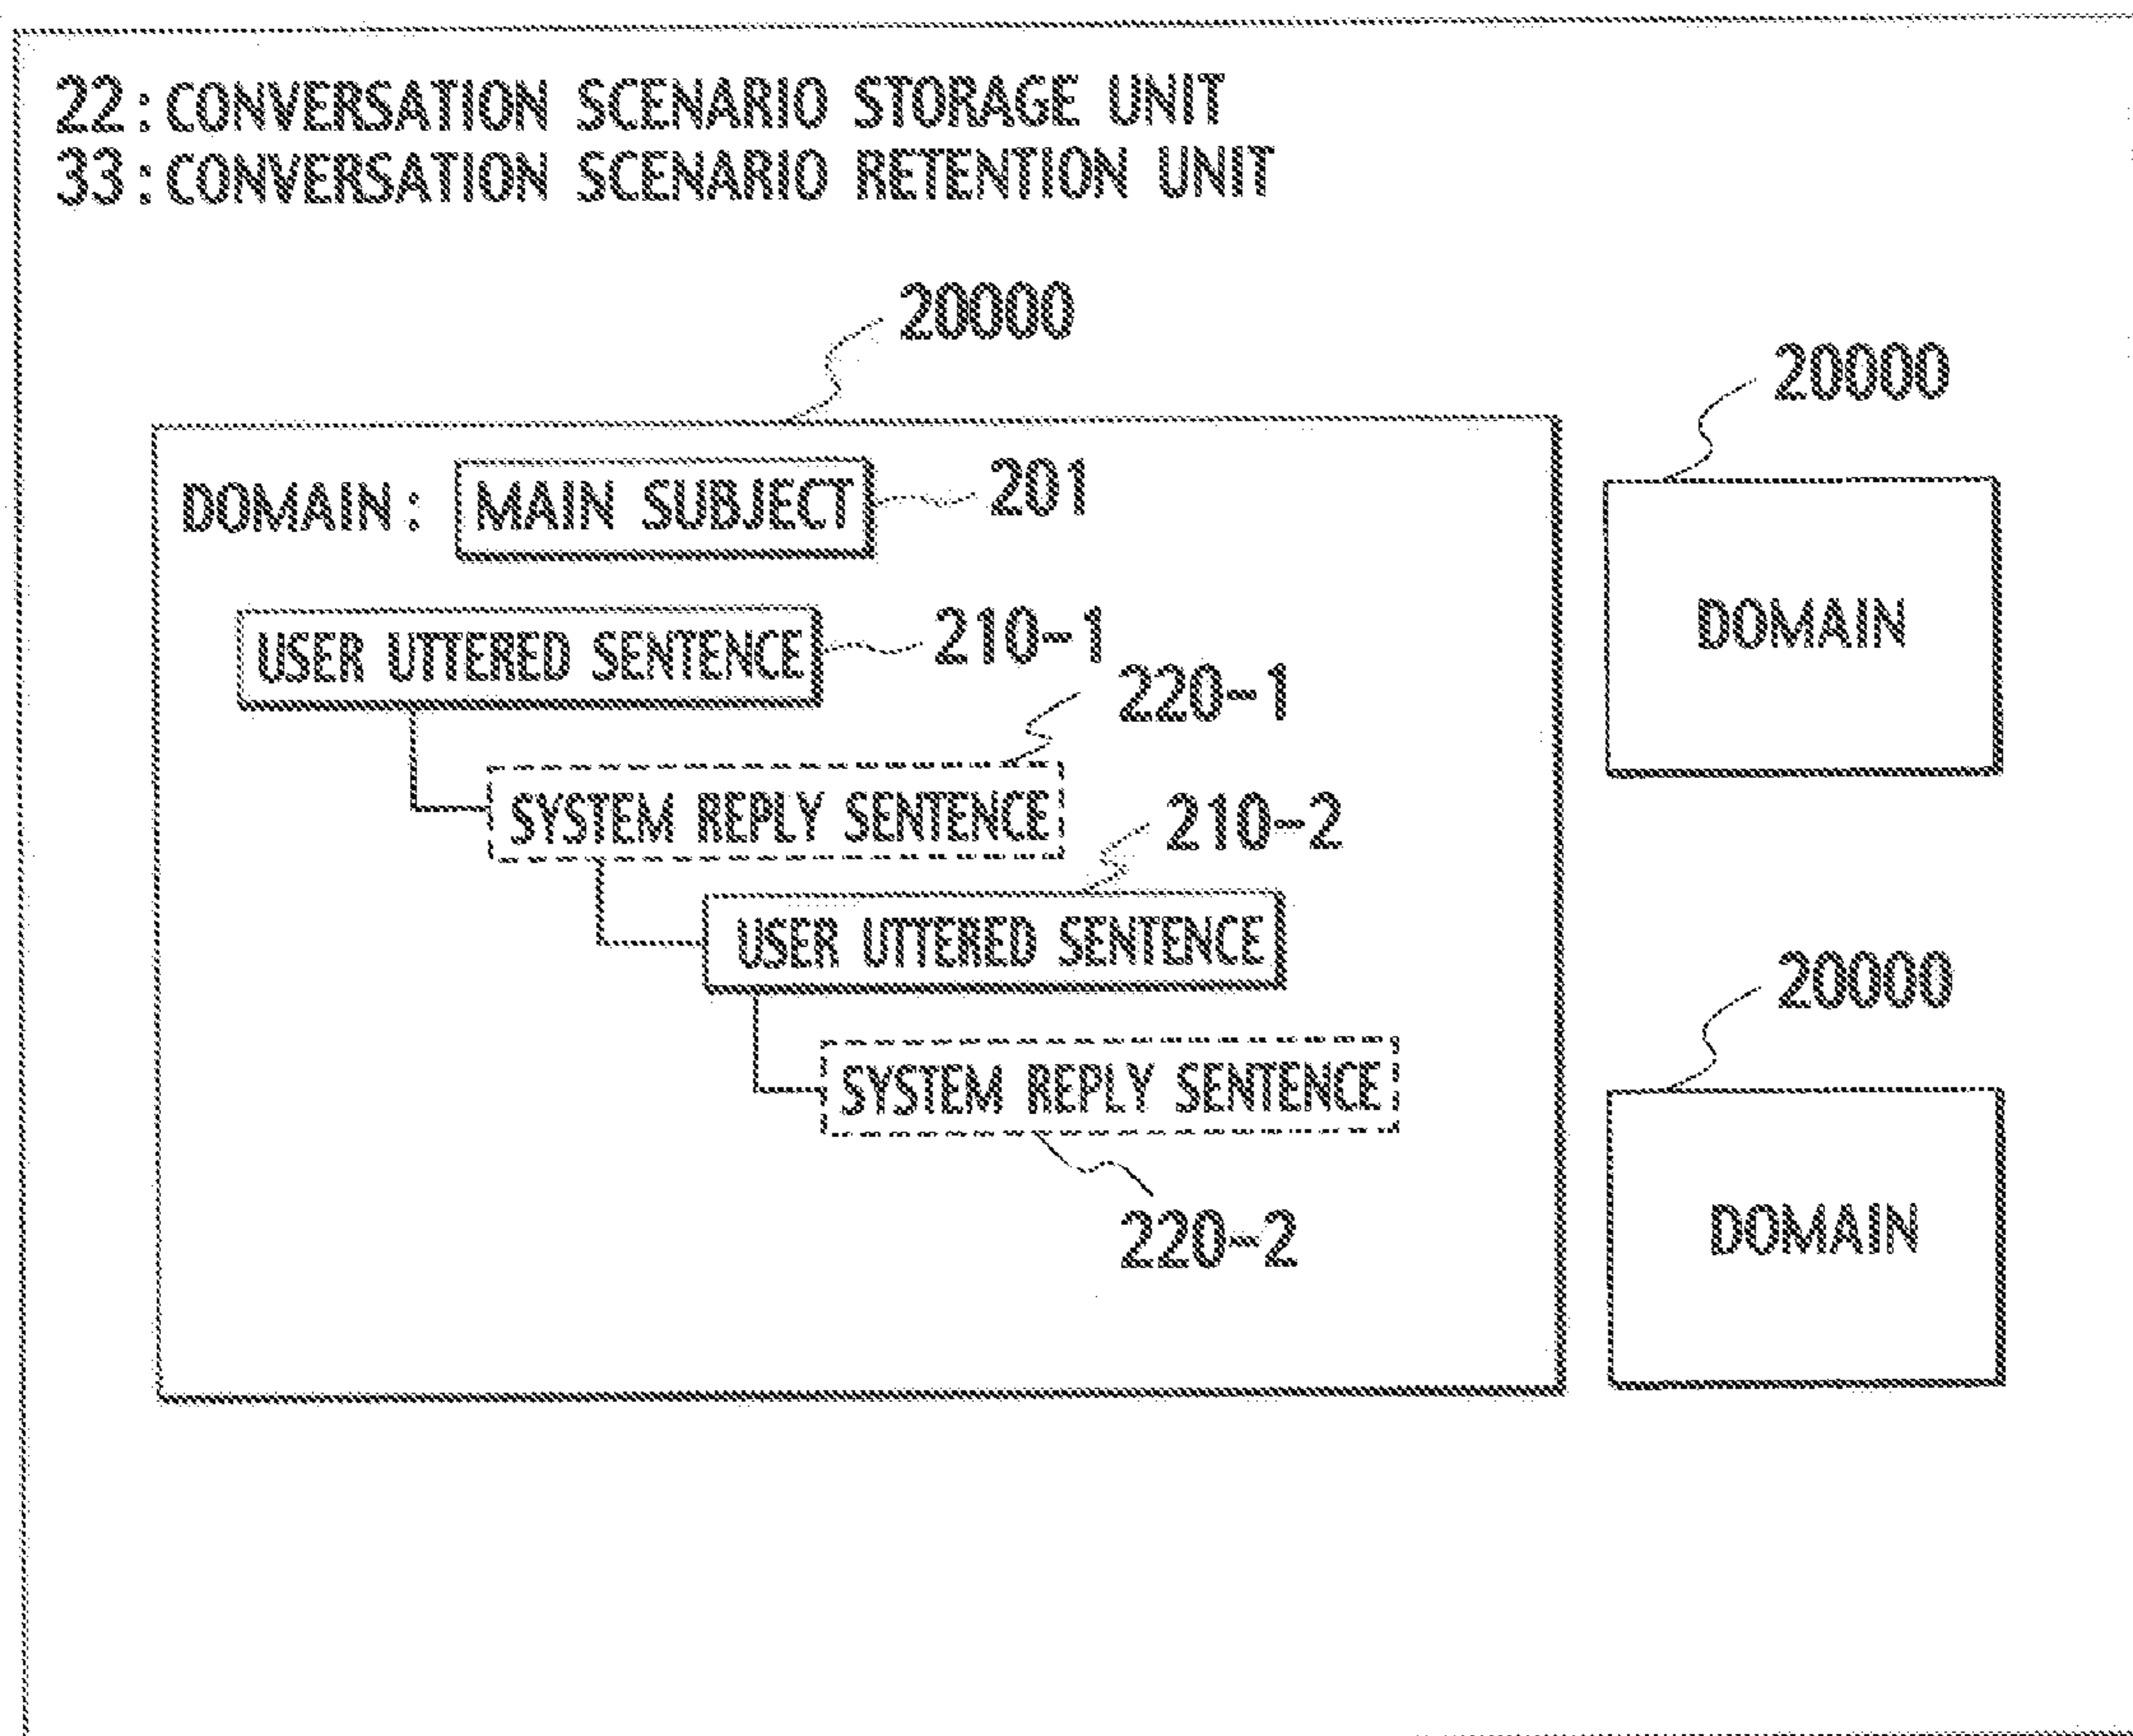 22:CONVERSATION SCENARIO STORAGE UNIT
33:CONVERSATION SCENARIO RETENTION UNIT
20000
20000
DOMAIN: MAIN SUBJECT 201
USER UTTERED SENTENCE 210-1
DOMAIN
220-1
SYSTEM REPLY SENTENCE
210-2
USER UTTERED SENTENCE
20000
SYSTEM REPLY SENTENCE
220-2
DOMAIN